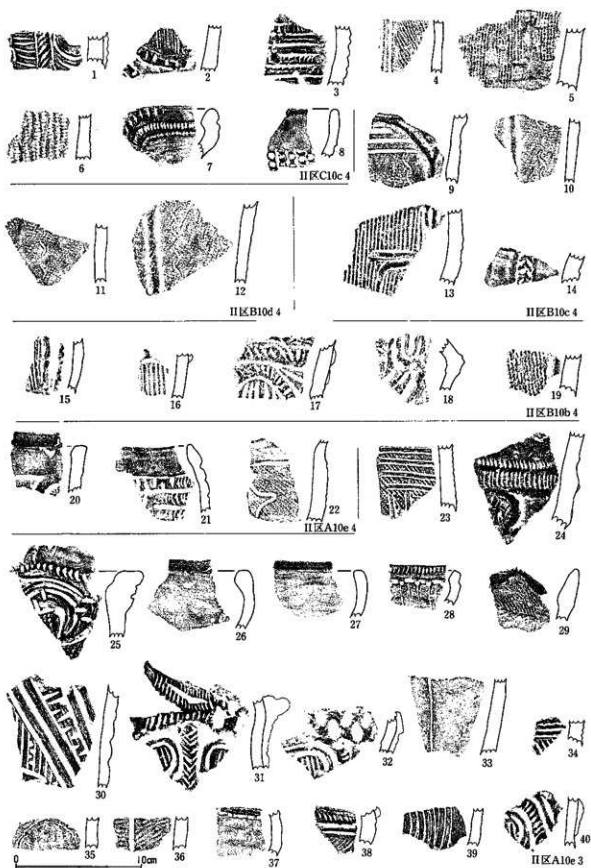 1 2 3 4 5
6 7 8 9 10
II区C10c 4
11 12 13 14
II区B10d 4 II区B10c 4
15 16 17 18 19
II区B10b 4
20 21 22 23 24
II区A10e 4
25 26 27 28 29
30 31 32 33 34
35 36 37 38 39 40
0 10cm II区A10e 3